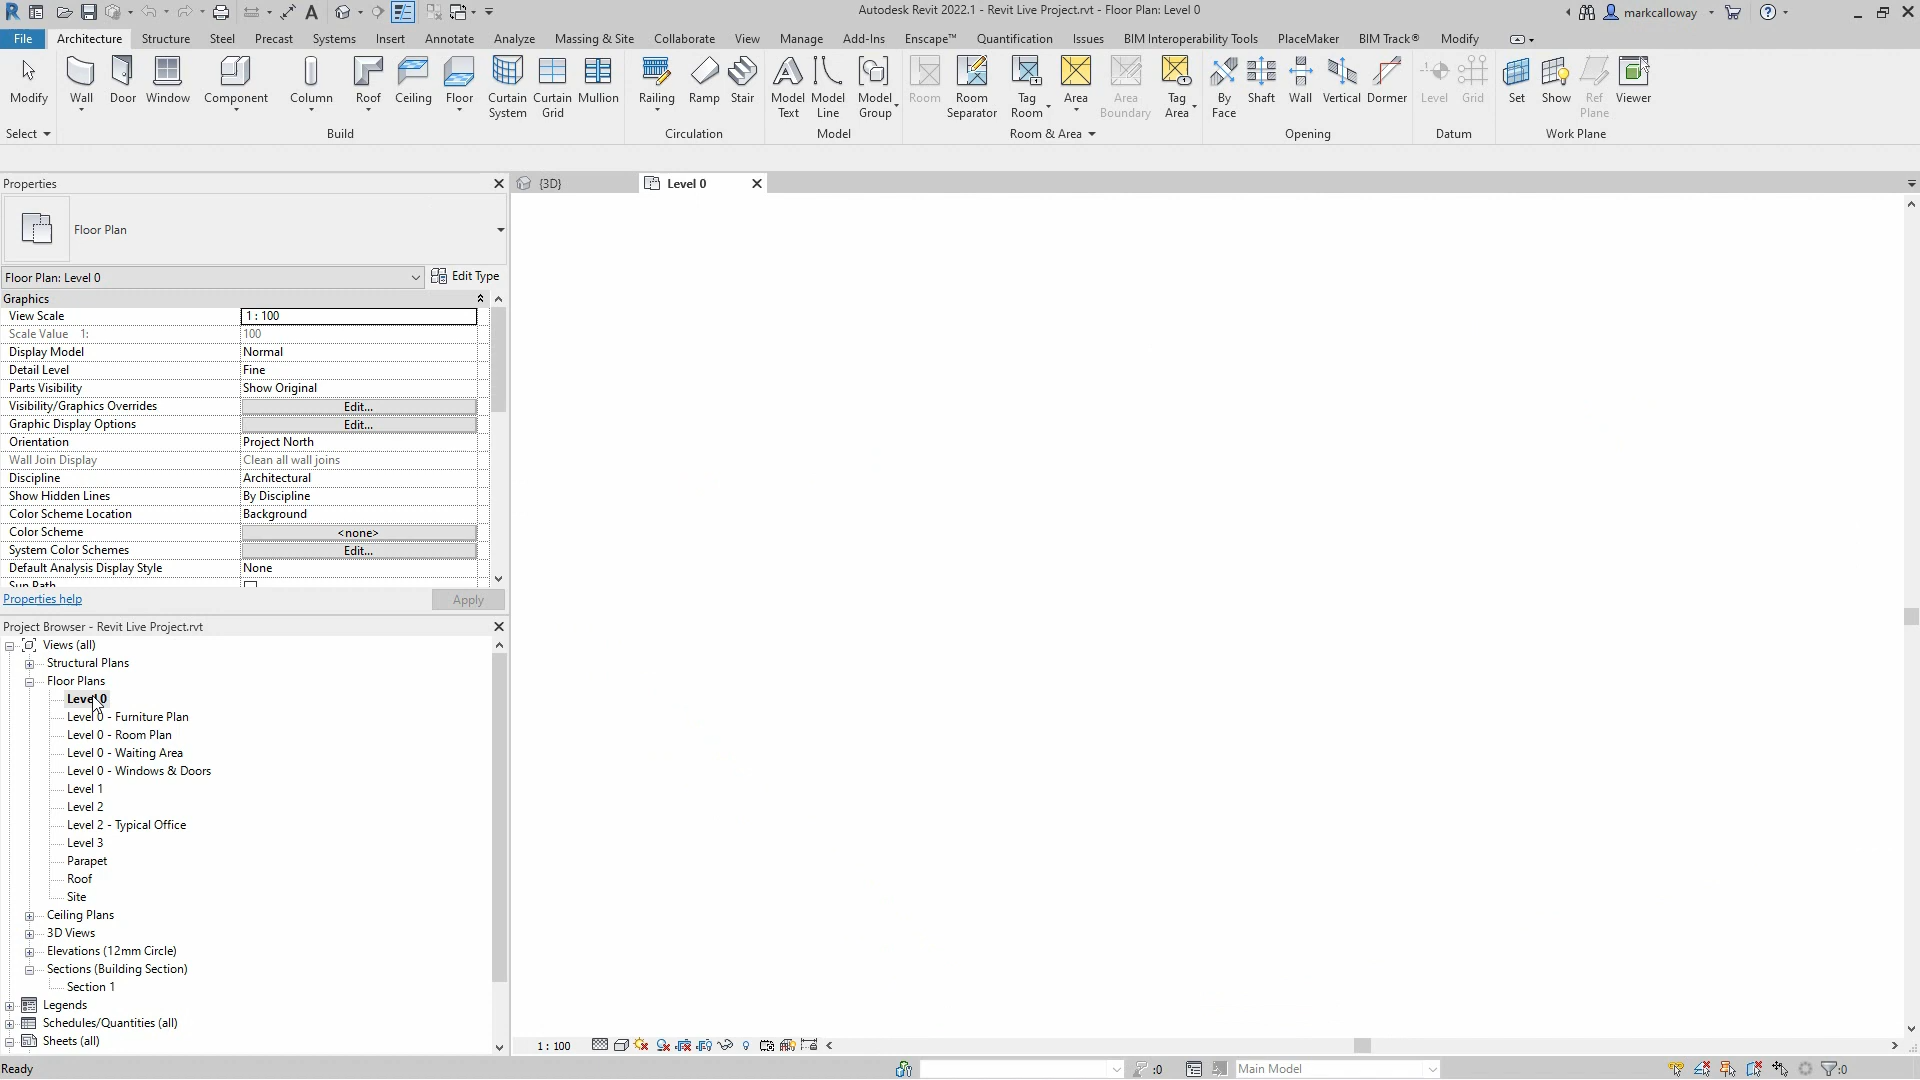 Autodesk Revit 2022.1 - Revit Live Project.rvt - Floor Plan: Level 0
markcalloway
File Architecture Structure Steel Precast Systems Insert Annotate Analyze Massing & Site Collaborate View Manage Add-Ins Enscape™ Quantification Issues BIM Interoperability Tools PlaceMaker BIM Track® Modify
Modify Wall Door Window Component Column Roof Ceiling Floor Curtain System Curtain Grid Mullion Railing Ramp Stair Model Text Model Line Model Group Room Room Separator Tag Room Area Area Boundary Tag Area By Face Shaft Wall Vertical Dormer Level Grid Set Show Ref Plane Viewer
Select Build Circulation Model Room & Area Opening Datum Work Plane
Properties
{3D} Level 0
Floor Plan
Floor Plan: Level 0 Edit Type
Graphics
View Scale 1 : 100
Scale Value 1: 100
Display Model Normal
Detail Level Fine
Parts Visibility Show Original
Visibility/Graphics Overrides Edit...
Graphic Display Options Edit...
Orientation Project North
Wall Join Display Clean all wall joins
Discipline Architectural
Show Hidden Lines By Discipline
Color Scheme Location Background
Color Scheme <none>
System Color Schemes Edit...
Default Analysis Display Style None
Sun Path
Properties help Apply
Project Browser - Revit Live Project.rvt
Views (all)
Structural Plans
Floor Plans
Level 0
Level 0 - Furniture Plan
Level 0 - Room Plan
Level 0 - Waiting Area
Level 0 - Windows & Doors
Level 1
Level 2
Level 2 - Typical Office
Level 3
Parapet
Roof
Site
Ceiling Plans
3D Views
Elevations (12mm Circle)
Sections (Building Section)
Section 1
Legends
Schedules/Quantities (all)
Sheets (all)
1 : 100
Ready :0 Main Model :0